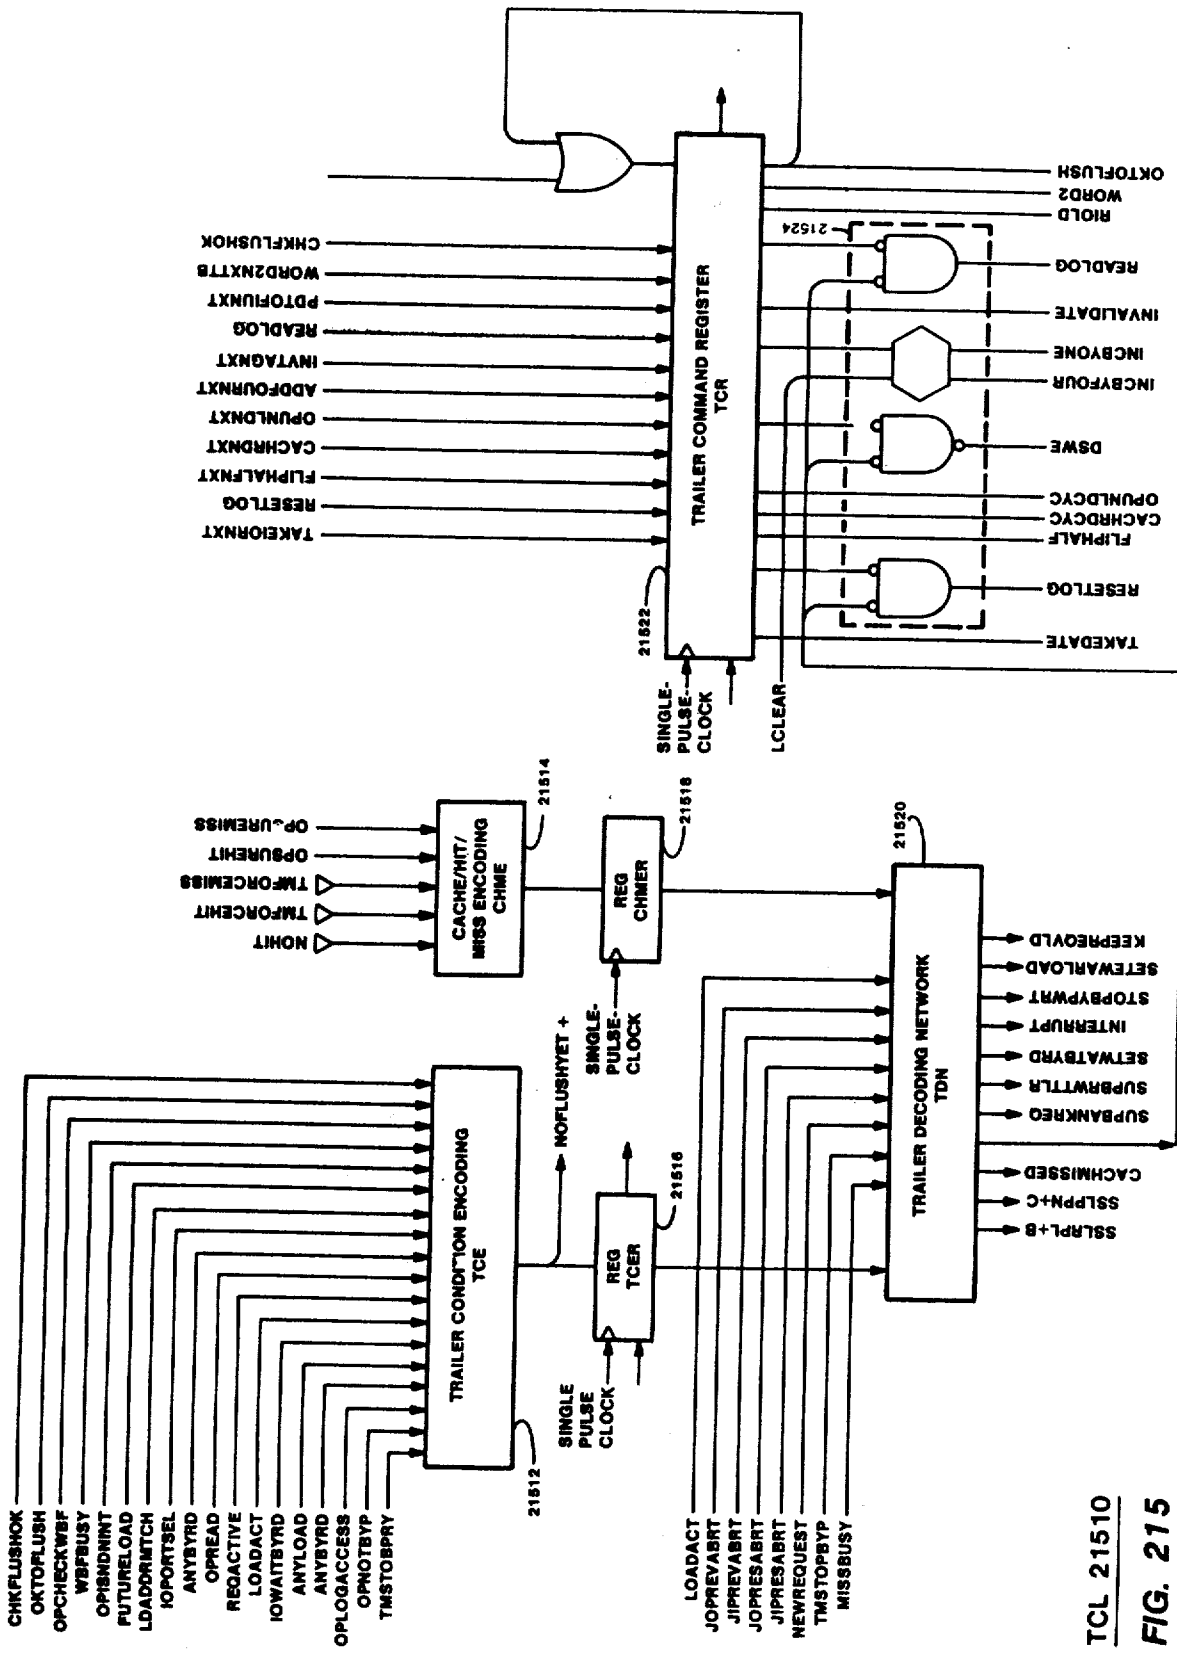 CHKFLUSHOK
OKTOFLUSH
OPCHECKWBF
WBFBUSY
OPISNDNINT
FUTURELOAD
LDADDRMTCH
IOPORTSEL
ANYBYRD
OPREAD
REQACTIVE
LOADACT
IOWAITBYRD
ANYLOAD
ANYBYRD
OPLOGACCESS
OPNOTBYP
TMSTOBPRY
TRAILER CONDITION ENCODING
TCE
21512
NOFLUSHYET +
SINGLE
PULSE
CLOCK
REG
TCER
21516
NOHIT
TMFORCEHIT
TMFORCEMISS
OPSUREHIT
CACHE/HIT/
MISS ENCODING
CHME
21514
SINGLE-
PULSE-
CLOCK
REG
CHMER
21518
LOADACT
JOPREVABRT
JIPREVABRT
JOPRESABRT
JIPRESABRT
NEWREQUEST
TMSTOPBYP
MISSBUSY
TRAILER DECODING NETWORK
TDN
21520
SSLRPL+B
SSLPPN+C
CACHMISSED
SUPBANKREQ
SUPBRWTTLR
SETWATBYRD
INTERRUPT
STOPBYPWRT
SETEWARLOAD
KEEPREQVLD
TAKEIORNXT
RESETLOG
FLIPHALFNXT
CACHRDNXT
OPUNLDNXT
ADDFOURNXT
INVTAGNXT
READLOG
PDTOFIUNXT
WORD2NXTTB
CHKFLUSHOK
21522
TRAILER COMMAND REGISTER
TCR
SINGLE-
PULSE-
CLOCK
LCLEAR
21524
TAKEDATE
RESETLOG
FLIPHALF
CACHRDCYC
OPUNLDCYC
DSWE
INCBYFOUR
INCBYONE
INVALIDATE
READLOG
RIOLD
WORD2
OKTOFLUSH
TCL 21510
FIG. 215